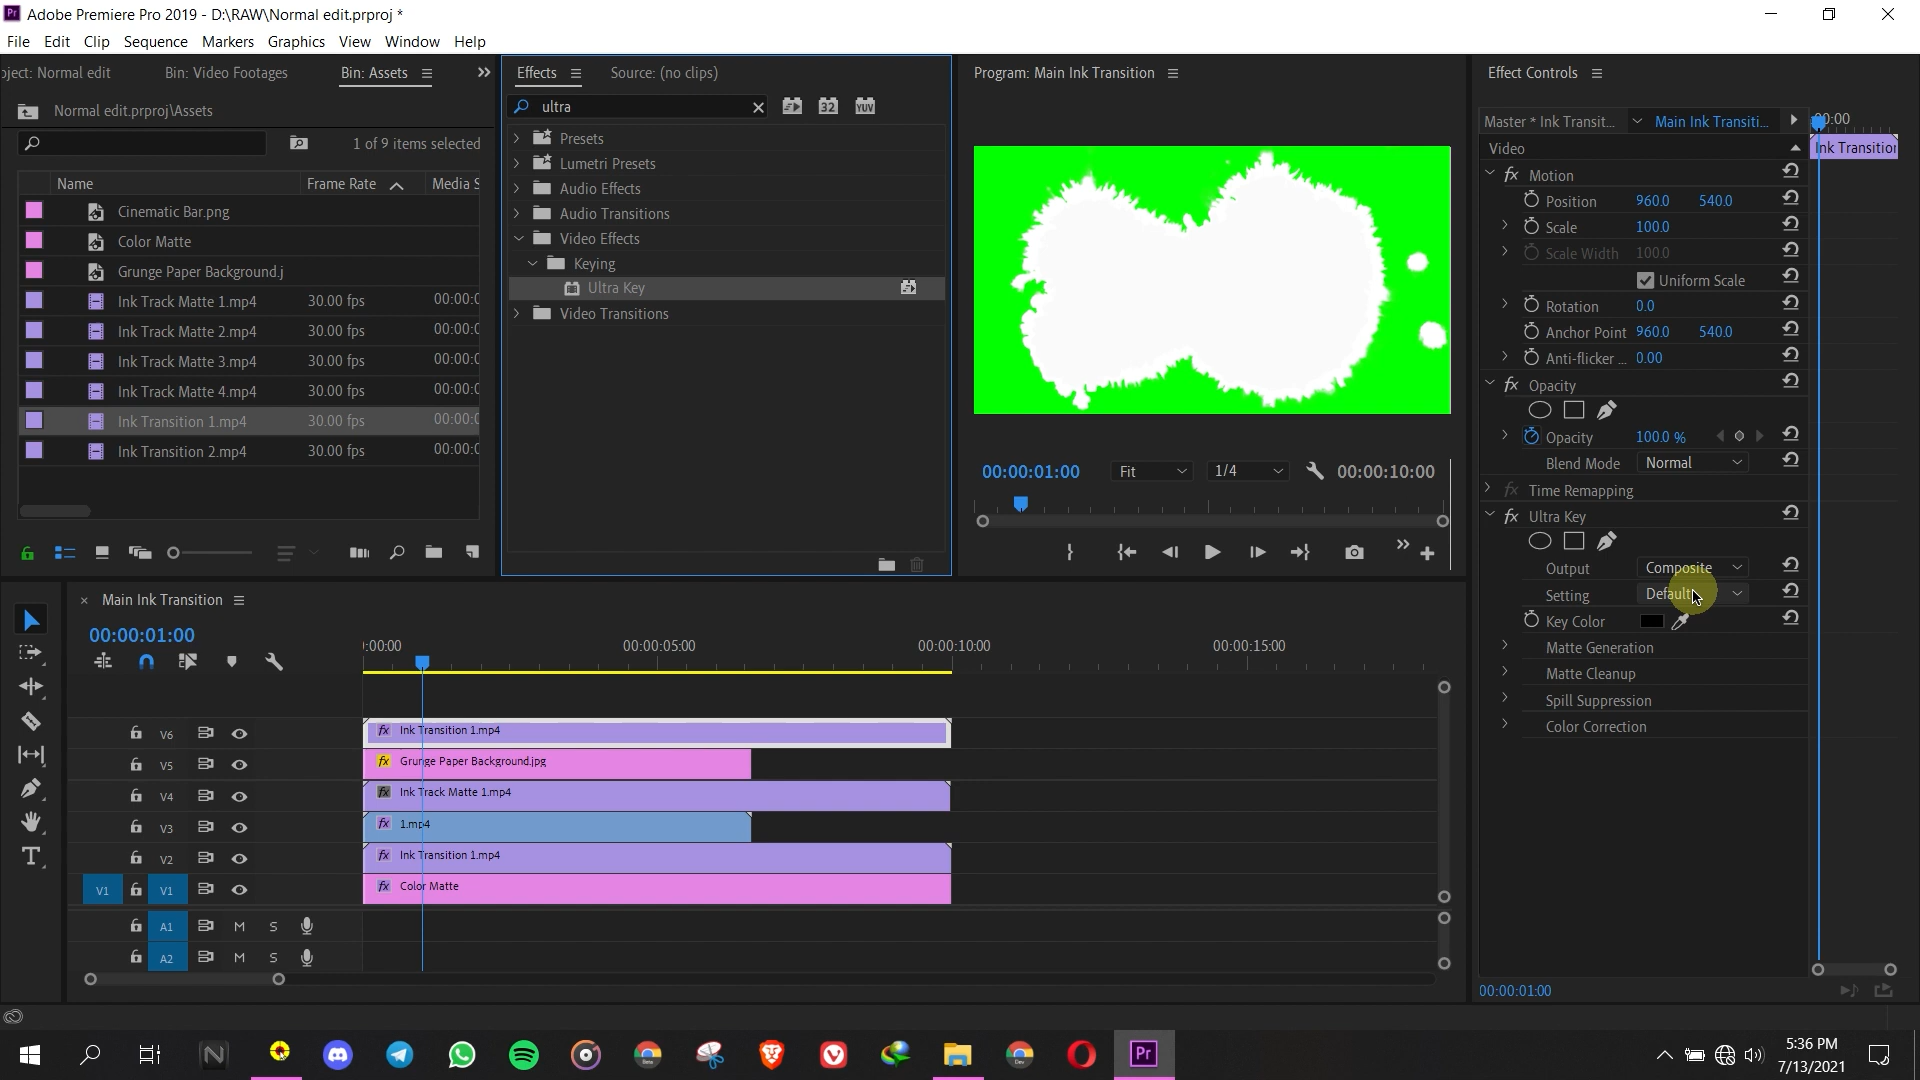 Adobe Premiere Pro 2019 - D:\RAW\Normal edit.prproj *
File Edit Clip Sequence Markers Graphics View Window Help
oject: Normal edit
Bin: Video Footages
Bin: Assets
Normal edit.prproj\Assets
1 of 9 items selected
Name Frame Rate Media S
Cinematic Bar.png
Color Matte
Grunge Paper Background.j
Ink Track Matte 1.mp4 30.00 fps 00:00:0
Ink Track Matte 2.mp4 30.00 fps 00:00:0
Ink Track Matte 3.mp4 30.00 fps 00:00:0
Ink Track Matte 4.mp4 30.00 fps 00:00:0
Ink Transition 1.mp4 30.00 fps 00:00:0
Ink Transition 2.mp4 30.00 fps 00:00:0
Effects
Source: (no clips)
ultra
32
YUV
Presets
Lumetri Presets
Audio Effects
Audio Transitions
Video Effects
Keying
Ultra Key
Video Transitions
Program: Main Ink Transition
00:00:01:00 Fit 1/4 00:00:10:00
Effect Controls
Master * Ink Transit... Main Ink Transiti... :00:00
Video
Ink Transition
fx Motion
Position 960.0 540.0
Scale 100.0
Scale Width 100.0
Uniform Scale
Rotation 0.0
Anchor Point 960.0 540.0
Anti-flicker ... 0.00
fx Opacity
Opacity 100.0 %
Blend Mode Normal
fx Time Remapping
fx Ultra Key
Output Composite
Setting Default
Key Color
Matte Generation
Matte Cleanup
Spill Suppression
Color Correction
00:00:01:00
× Main Ink Transition
00:00:01:00
:00:00 00:00:05:00 00:00:10:00 00:00:15:00
V6 fx Ink Transition 1.mp4
V5 fx Grunge Paper Background.jpg
V4 fx Ink Track Matte 1.mp4
V3 fx 1.mp4
V2 fx Ink Transition 1.mp4
V1 V1 fx Color Matte
A1 M S
A2 M S
Pr
5:36 PM
7/13/2021